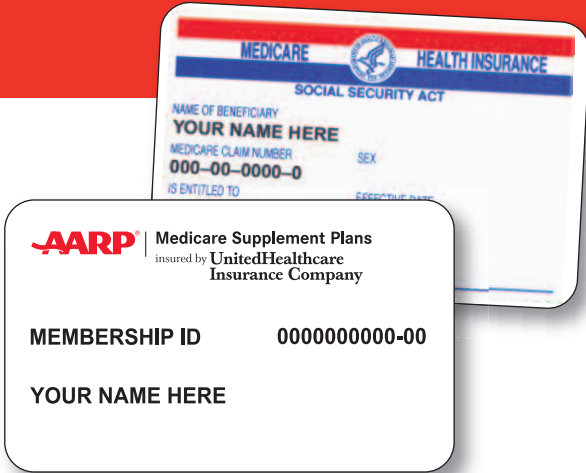 MEDICARE HEALTH INSURANCE
SOCIAL SECURITY ACT
NAME OF BENEFICIARY
YOUR NAME HERE
MEDICARE CLAIM NUMBER SEX
000-00-0000-0
IS ENTITLED TO EFFECTIVE DATE
AARP® Medicare Supplement Plans
insured by UnitedHealthcare
Insurance Company
MEMBERSHIP ID 0000000000-00
YOUR NAME HERE